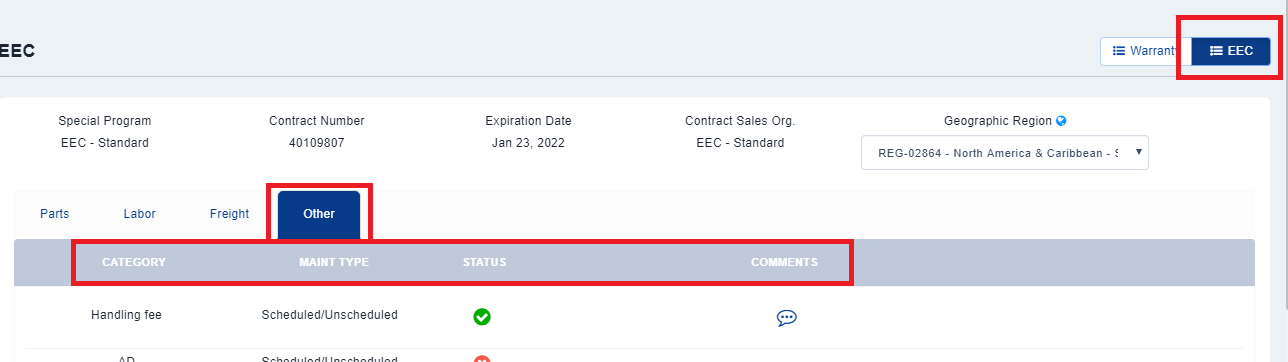 EEC
Warranty
EEC
Special Program
EEC - Standard
Contract Number
40109807
Expiration Date
Jan 23, 2022
Contract Sales Org.
EEC - Standard
Geographic Region
REG-02864 - North America & Caribbean - S
Parts
Labor
Freight
Other
CATEGORY
MAINT TYPE
STATUS
COMMENTS
Handling fee
Scheduled/Unscheduled
AD
Scheduled/Unscheduled